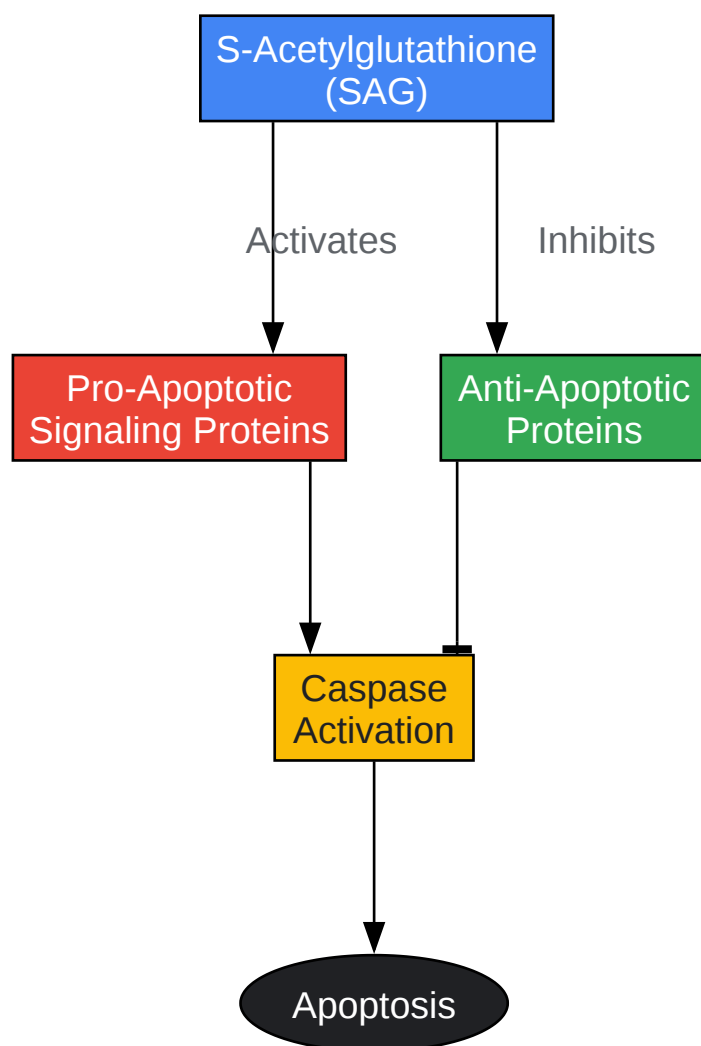 S-Acetylglutathione
(SAG)
Activates
Inhibits
Pro-Apoptotic
Signaling Proteins
Anti-Apoptotic
Proteins
Caspase
Activation
Apoptosis